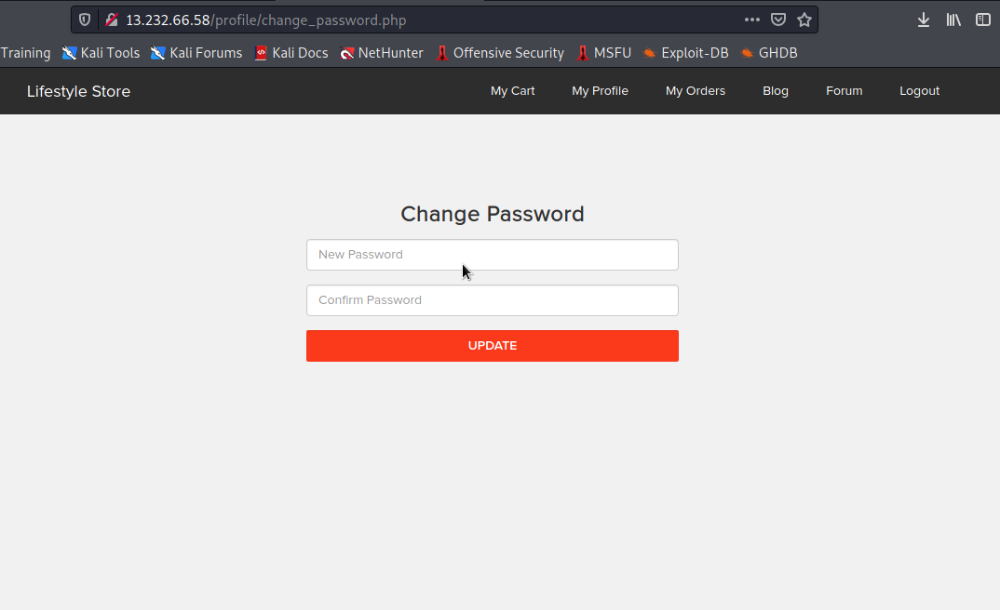 13.232.66.58/profile/change_password.php
Training Kali Tools Kali Forums Kali Docs NetHunter Offensive Security MSFU Exploit-DB GHDB
Lifestyle Store My Cart My Profile My Orders Blog Forum Logout
Change Password
New Password
Confirm Password
UPDATE